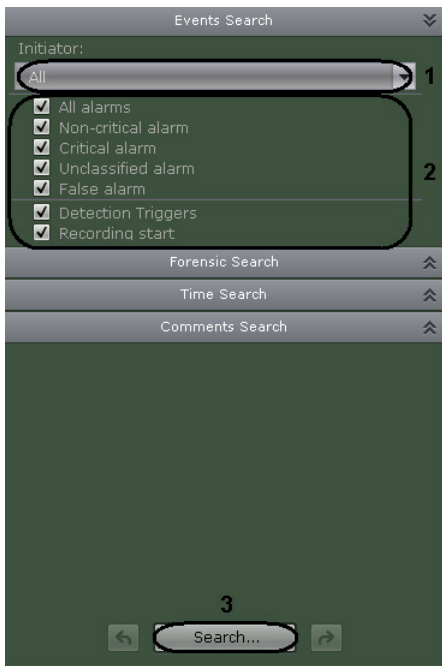 Events Search
Initiator:
All 1
All alarms
Non-critical alarm
Critical alarm
Unclassified alarm 2
False alarm
Detection Triggers
Recording start
Forensic Search
Time Search
Comments Search
3
Search...